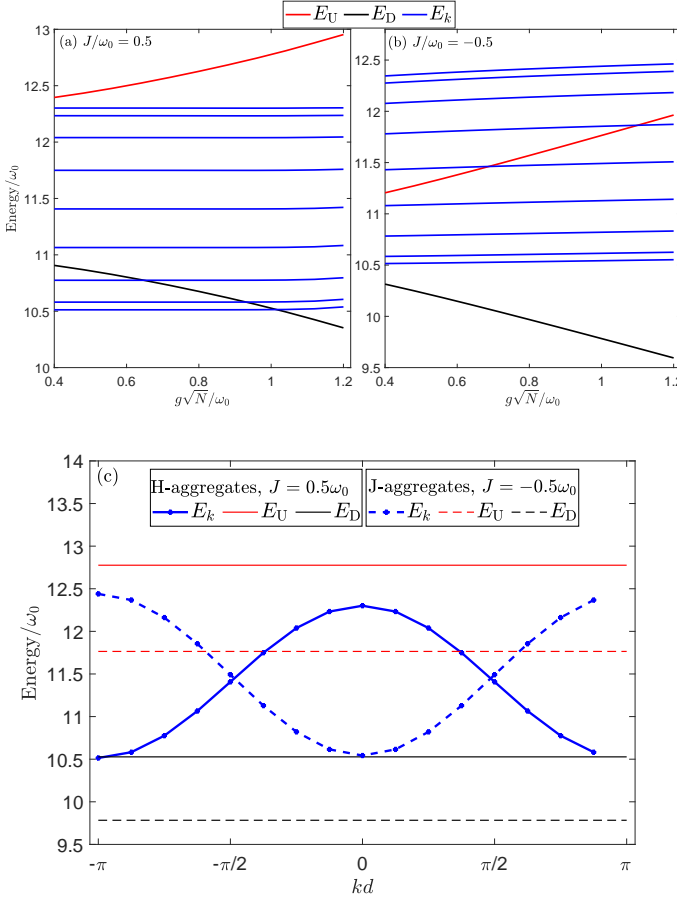 E_U E_D E_k
(a) J/ω₀ = 0.5
(b) J/ω₀ = −0.5
Energy/ω₀
13
12.5
12
11.5
11
10.5
10
0.4 0.6 0.8 1 1.2
g√N/ω₀
12.5
12
11.5
11
10.5
10
9.5
0.4 0.6 0.8 1 1.2
g√N/ω₀
(c)
H-aggregates, J = 0.5ω₀
E_k E_U E_D
J-aggregates, J = −0.5ω₀
E_k E_U E_D
Energy/ω₀
14
13.5
13
12.5
12
11.5
11
10.5
10
9.5
-π -π/2 0 π/2 π
kd